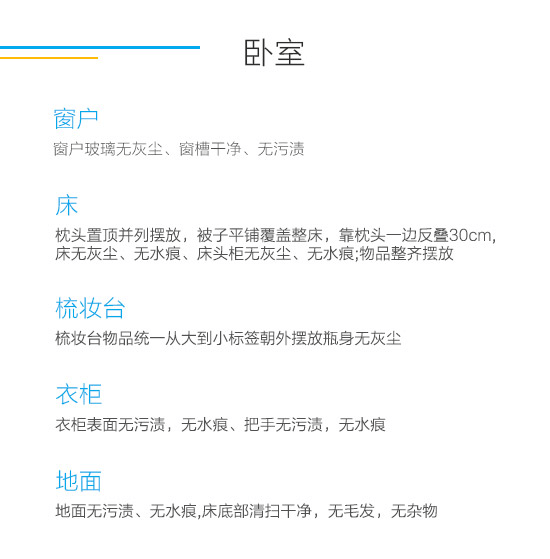 卧室
窗户
窗户玻璃无灰尘、窗槽干净、无污渍
床
枕头置顶并列摆放，被子平铺覆盖整床，靠枕头一边反叠30cm,
床无灰尘、无水痕、床头柜无灰尘、无水痕;物品整齐摆放
梳妆台
梳妆台物品统一从大到小标签朝外摆放瓶身无灰尘
衣柜
衣柜表面无污渍，无水痕、把手无污渍，无水痕
地面
地面无污渍、无水痕,床底部清扫干净，无毛发，无杂物